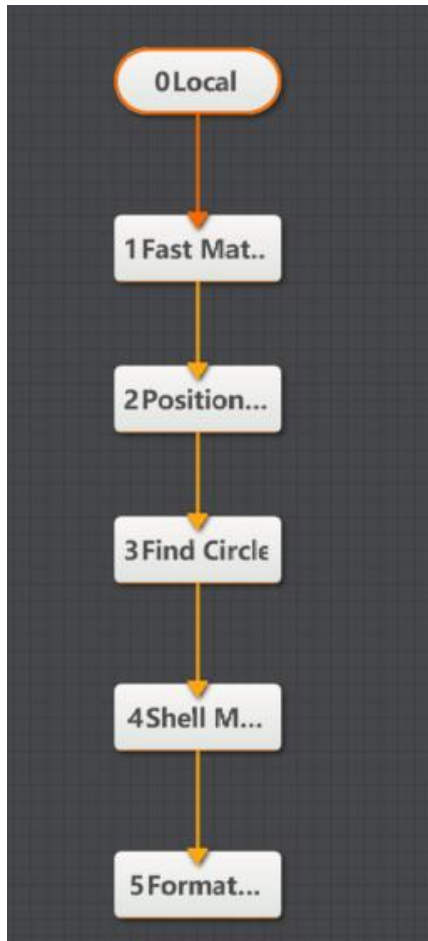 0Local
1Fast Mat..
2Position...
3Find Circle
4Shell M...
5Format...